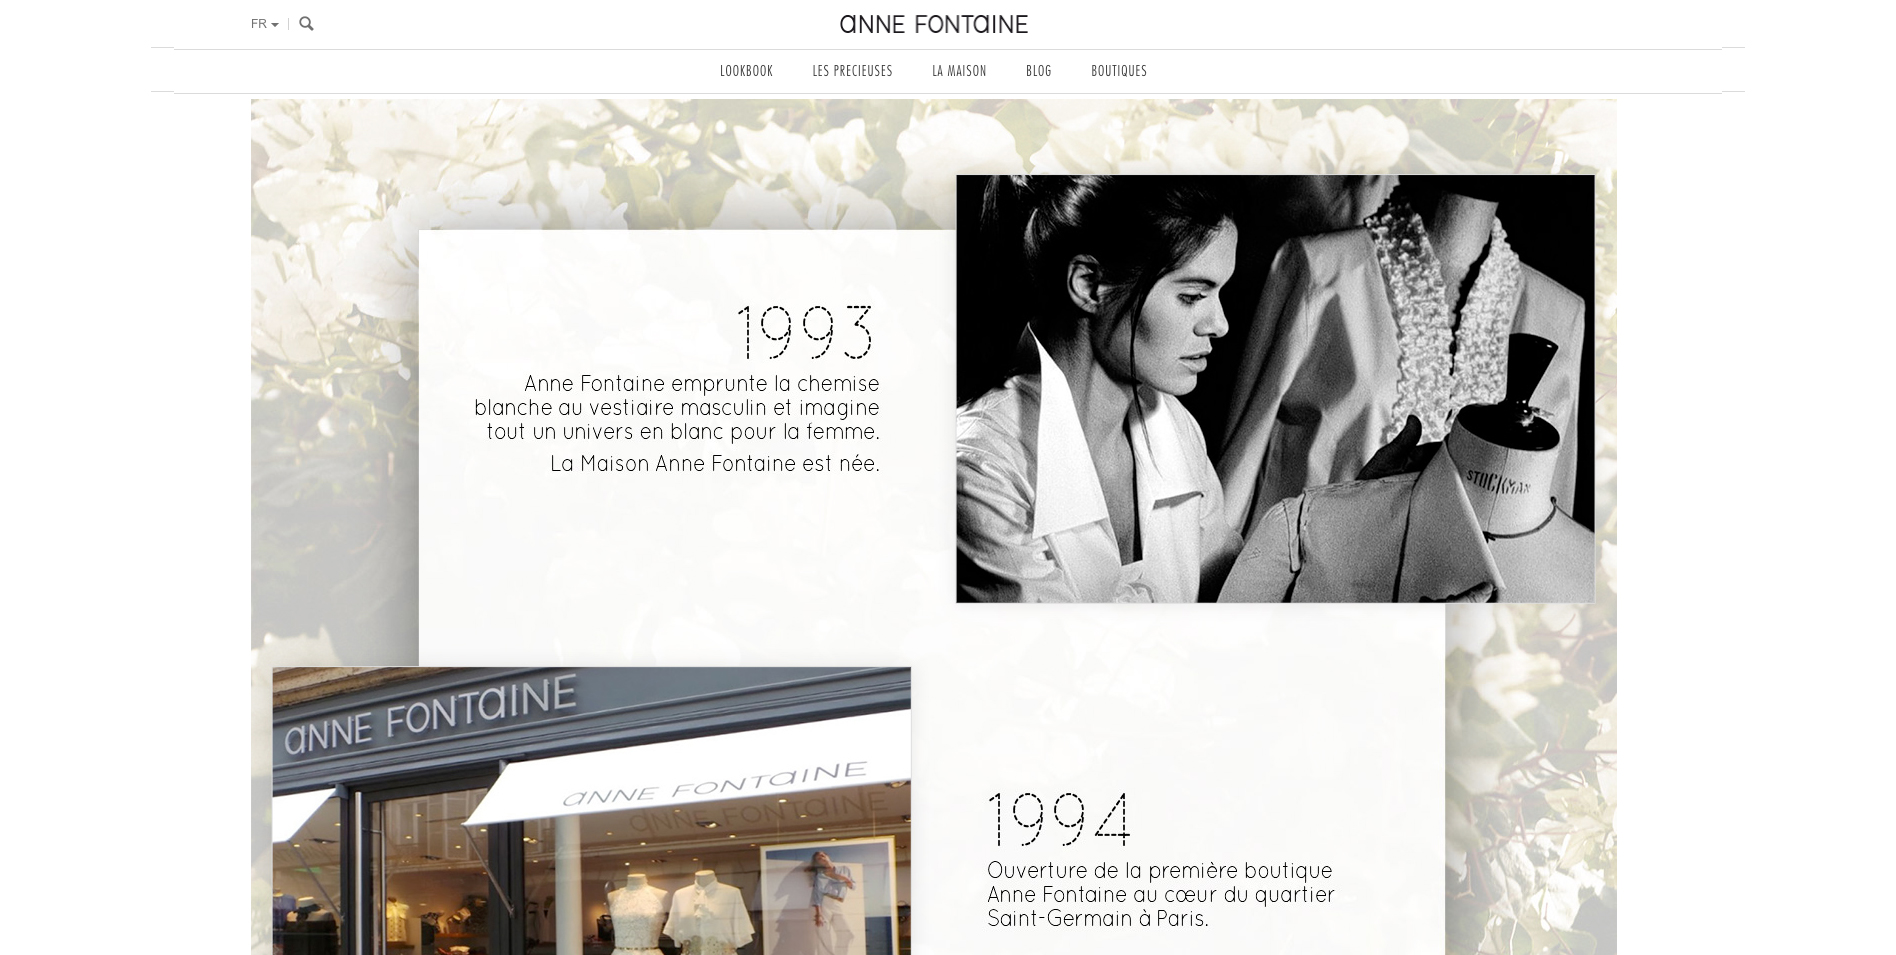 FR
ANNE FONTAINE
LOOKBOOK
LES PRECIEUSES
LA MAISON
BLOG
BOUTIQUES
1993
Anne Fontaine emprunte la chemise
blanche au vestiaire masculin et imagine
tout un univers en blanc pour la femme.
La Maison Anne Fontaine est née.
STOCKMAN
ANNE FONTAINE
ANNE FONTAINE
ANNE FONTAINE
1994
Ouverture de la première boutique
Anne Fontaine au cœur du quartier
Saint-Germain à Paris.